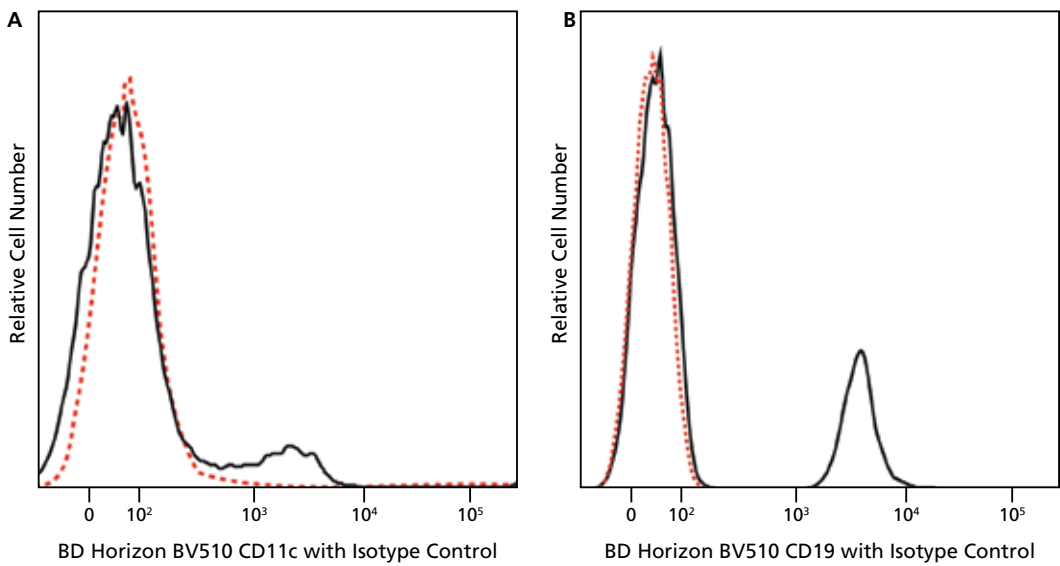 A
Relative Cell Number
0 10² 10³ 10⁴ 10⁵
BD Horizon BV510 CD11c with Isotype Control
B
Relative Cell Number
0 10² 10³ 10⁴ 10⁵
BD Horizon BV510 CD19 with Isotype Control